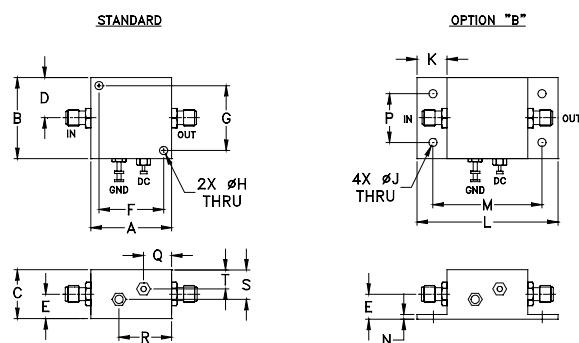 STANDARD
OPTION "B"
D
B
IN
OUT
G
GND
DC
2X øH
THRU
F
A
K
P
IN
OUT
4X øJ
THRU
GND
DC
M
L
Q
C
E
T
S
R
E
N